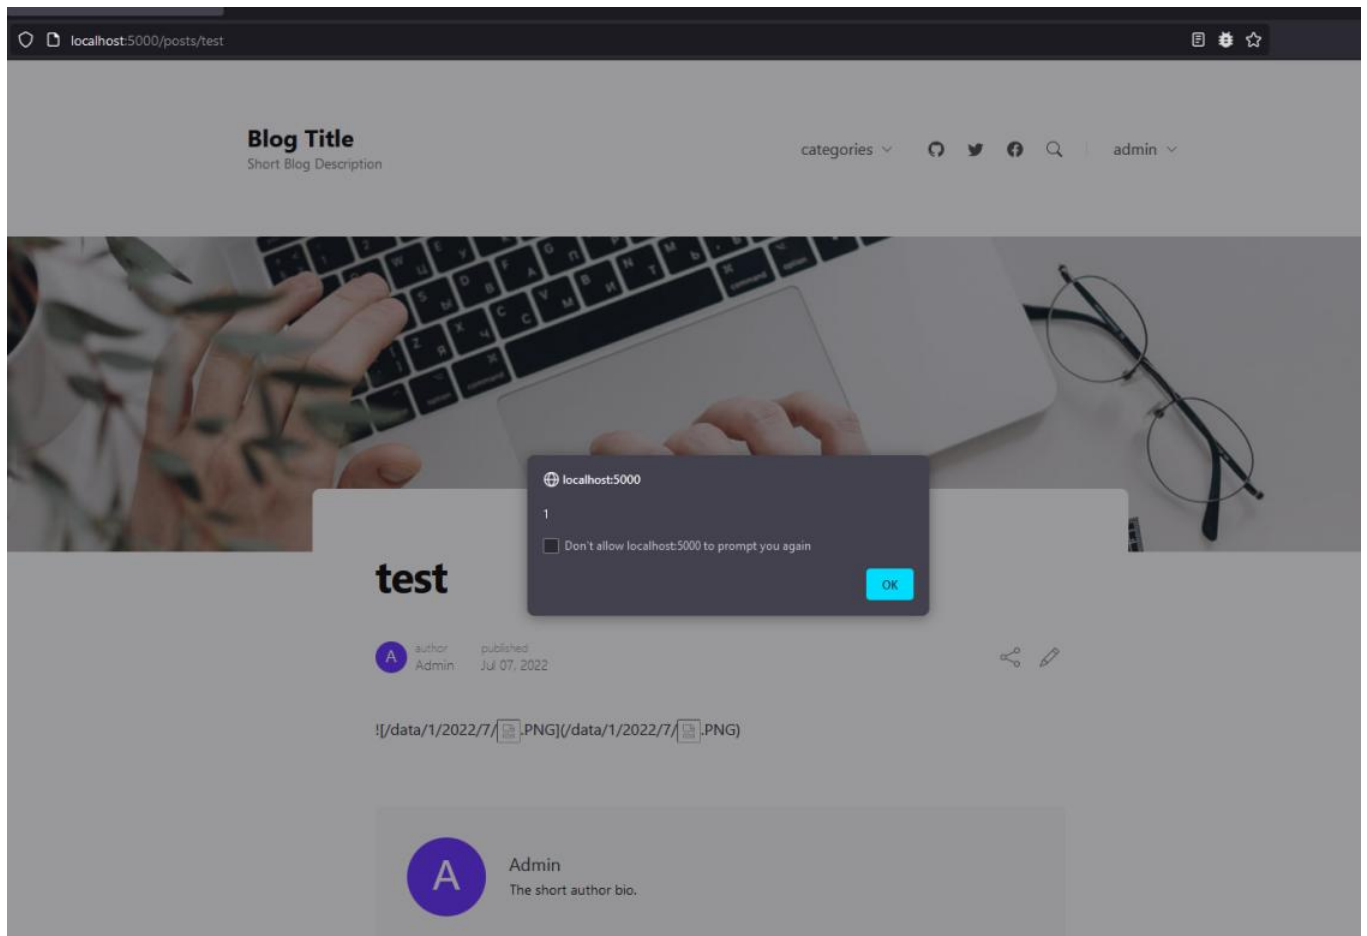 localhost:5000/posts/test
Blog Title
Short Blog Description
categories
admin
localhost:5000
1
Don't allow localhost:5000 to prompt you again
OK
test
A
author
Admin
published
Jul 07, 2022
![/data/1/2022/7/.PNG](/data/1/2022/7/.PNG)
A
Admin
The short author bio.